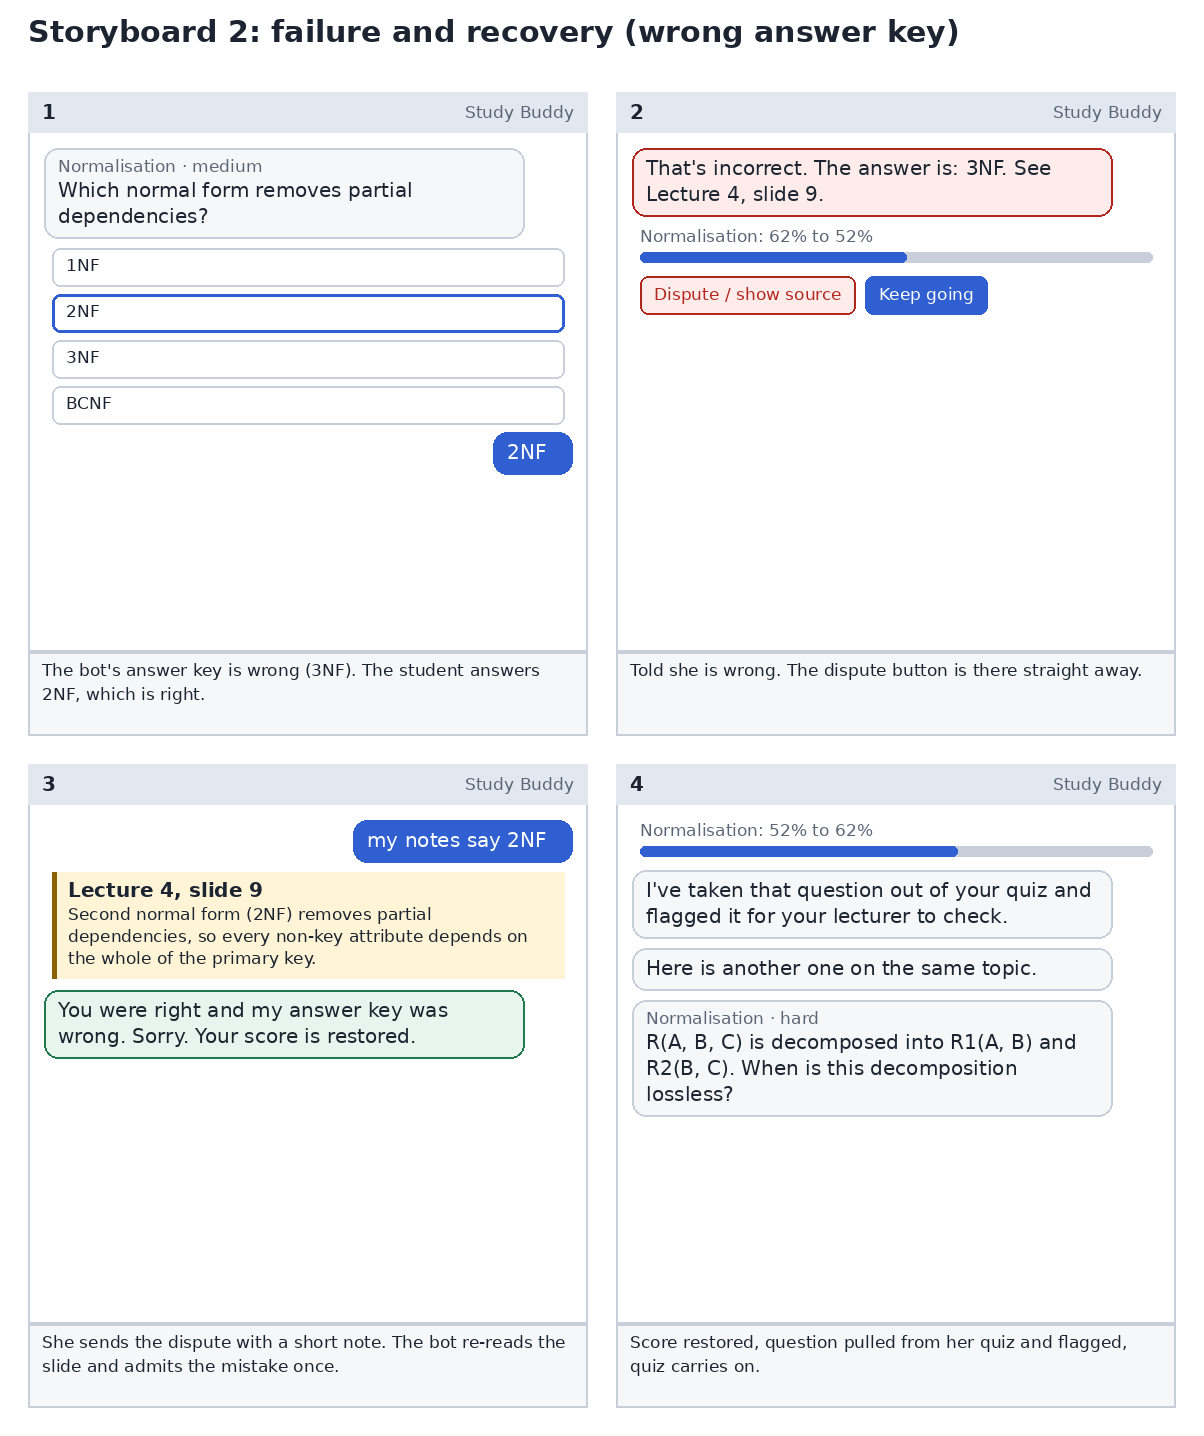 Storyboard 2: failure and recovery (wrong answer key)
1
Study Buddy
Normalisation · medium
Which normal form removes partial
dependencies?
1NF
2NF
3NF
BCNF
2NF
The bot's answer key is wrong (3NF). The student answers
2NF, which is right.
2
Study Buddy
That's incorrect. The answer is: 3NF. See
Lecture 4, slide 9.
Normalisation: 62% to 52%
Dispute / show source
Keep going
Told she is wrong. The dispute button is there straight away.
3
Study Buddy
my notes say 2NF
Lecture 4, slide 9
Second normal form (2NF) removes partial
dependencies, so every non-key attribute depends on
the whole of the primary key.
You were right and my answer key was
wrong. Sorry. Your score is restored.
She sends the dispute with a short note. The bot re-reads the
slide and admits the mistake once.
4
Study Buddy
Normalisation: 52% to 62%
I've taken that question out of your quiz and
flagged it for your lecturer to check.
Here is another one on the same topic.
Normalisation · hard
R(A, B, C) is decomposed into R1(A, B) and
R2(B, C). When is this decomposition
lossless?
Score restored, question pulled from her quiz and flagged,
quiz carries on.